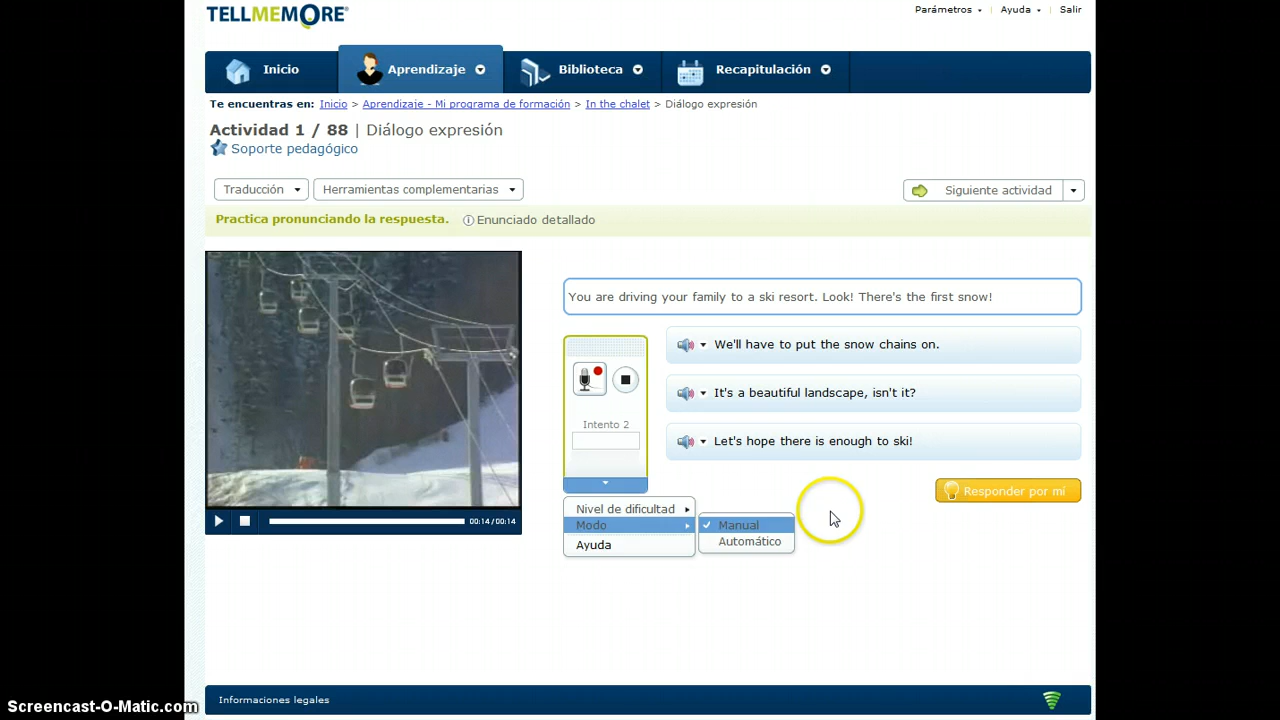 TELLMEMORE
Parámetros Ayuda Salir
Inicio Aprendizaje Biblioteca Recapitulación
Te encuentras en: Inicio > Aprendizaje - Mi programa de formación > In the chalet > Diálogo expresión
Actividad 1 / 88 | Diálogo expresión
Soporte pedagógico
Traducción Herramientas complementarias Siguiente actividad
Practica pronunciando la respuesta. Enunciado detallado
You are driving your family to a ski resort. Look! There's the first snow!
We'll have to put the snow chains on.
It's a beautiful landscape, isn't it?
Intento 2
Let's hope there is enough to ski!
Responder por mí
Nivel de dificultad
Modo Manual
Automático
Ayuda
00:14/00:14
Informaciones legales
Screencast-O-Matic.com